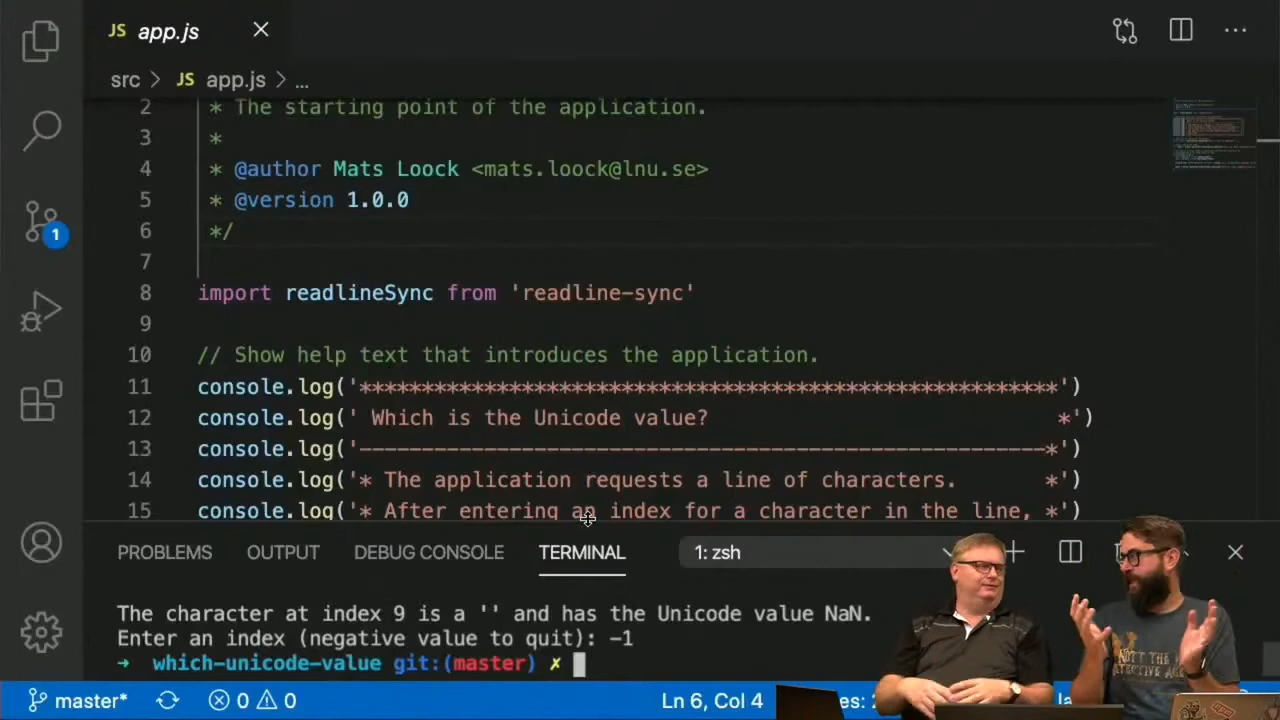 JS app.js
src > JS app.js > ...
2 * The starting point of the application.
3 *
4 * @author Mats Loock <mats.loock@lnu.se>
5 * @version 1.0.0
6 */
7
8 import readlineSync from 'readline-sync'
9
10 // Show help text that introduces the application.
11 console.log('********************************************************')
12 console.log(' Which is the Unicode value? *')
13 console.log('-------------------------------------------------------*')
14 console.log('* The application requests a line of characters. *')
15 console.log('* After entering an index for a character in the line, *')
1
PROBLEMS OUTPUT DEBUG CONSOLE TERMINAL 1: zsh
The character at index 9 is a '' and has the Unicode value NaN.
Enter an index (negative value to quit): -1
→ which-unicode-value git:(master) ✗
master* 0 0 Ln 6, Col 4